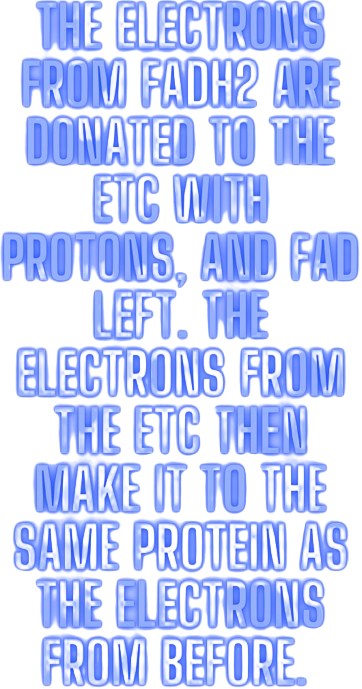 THE ELECTRONS
FROM FADH2 ARE
DONATED TO THE
ETC WITH
PROTONS, AND FAD
LEFT. THE
ELECTRONS FROM
THE ETC THEN
MAKE IT TO THE
SAME PROTEIN AS
THE ELECTRONS
FROM BEFORE.